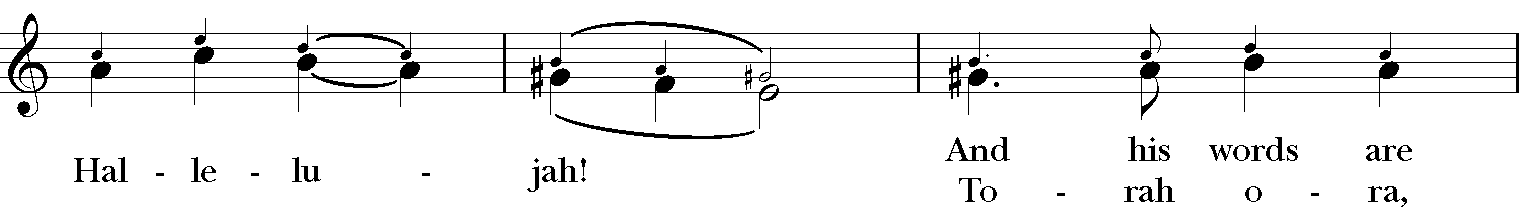 Hal - le - lu - jah!
And his words are
To - rah o - ra,